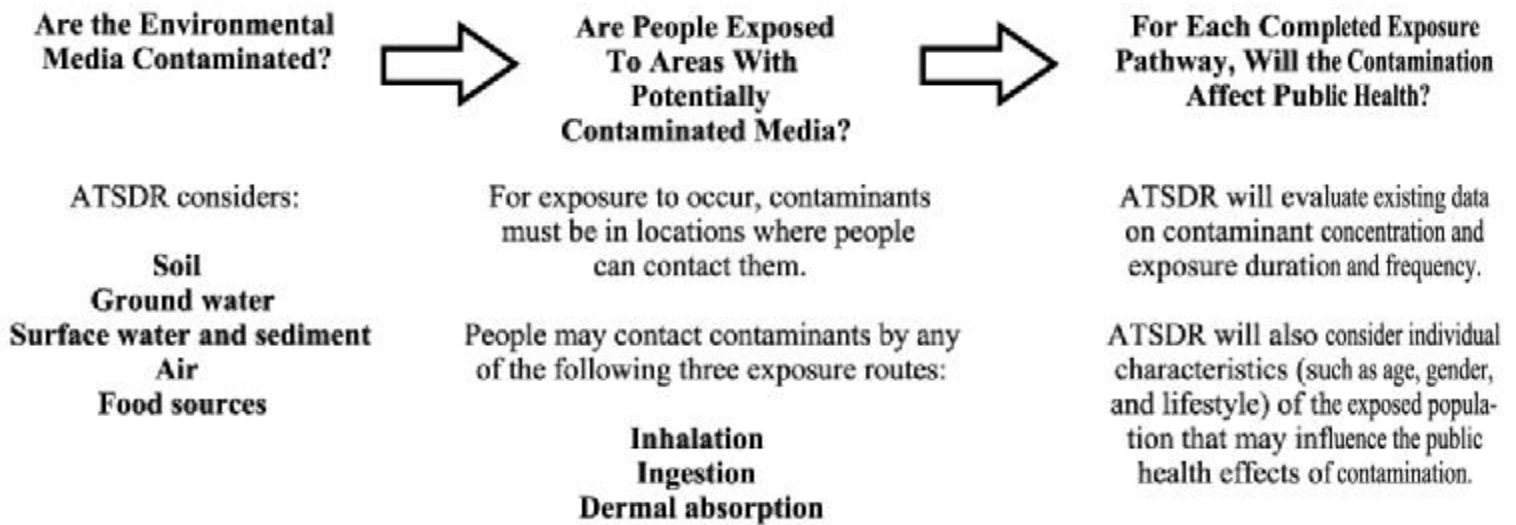 Are the Environmental
Media Contaminated?
ATSDR considers:
Soil
Ground water
Surface water and sediment
Air
Food sources
Are People Exposed
To Areas With
Potentially
Contaminated Media?
For exposure to occur, contaminants
must be in locations where people
can contact them.
People may contact contaminants by any
of the following three exposure routes:
Inhalation
Ingestion
Dermal absorption
For Each Completed Exposure
Pathway, Will the Contamination
Affect Public Health?
ATSDR will evaluate existing data
on contaminant concentration and
exposure duration and frequency.
ATSDR will also consider individual
characteristics (such as age, gender,
and lifestyle) of the exposed popula-
tion that may influence the public
health effects of contamination.